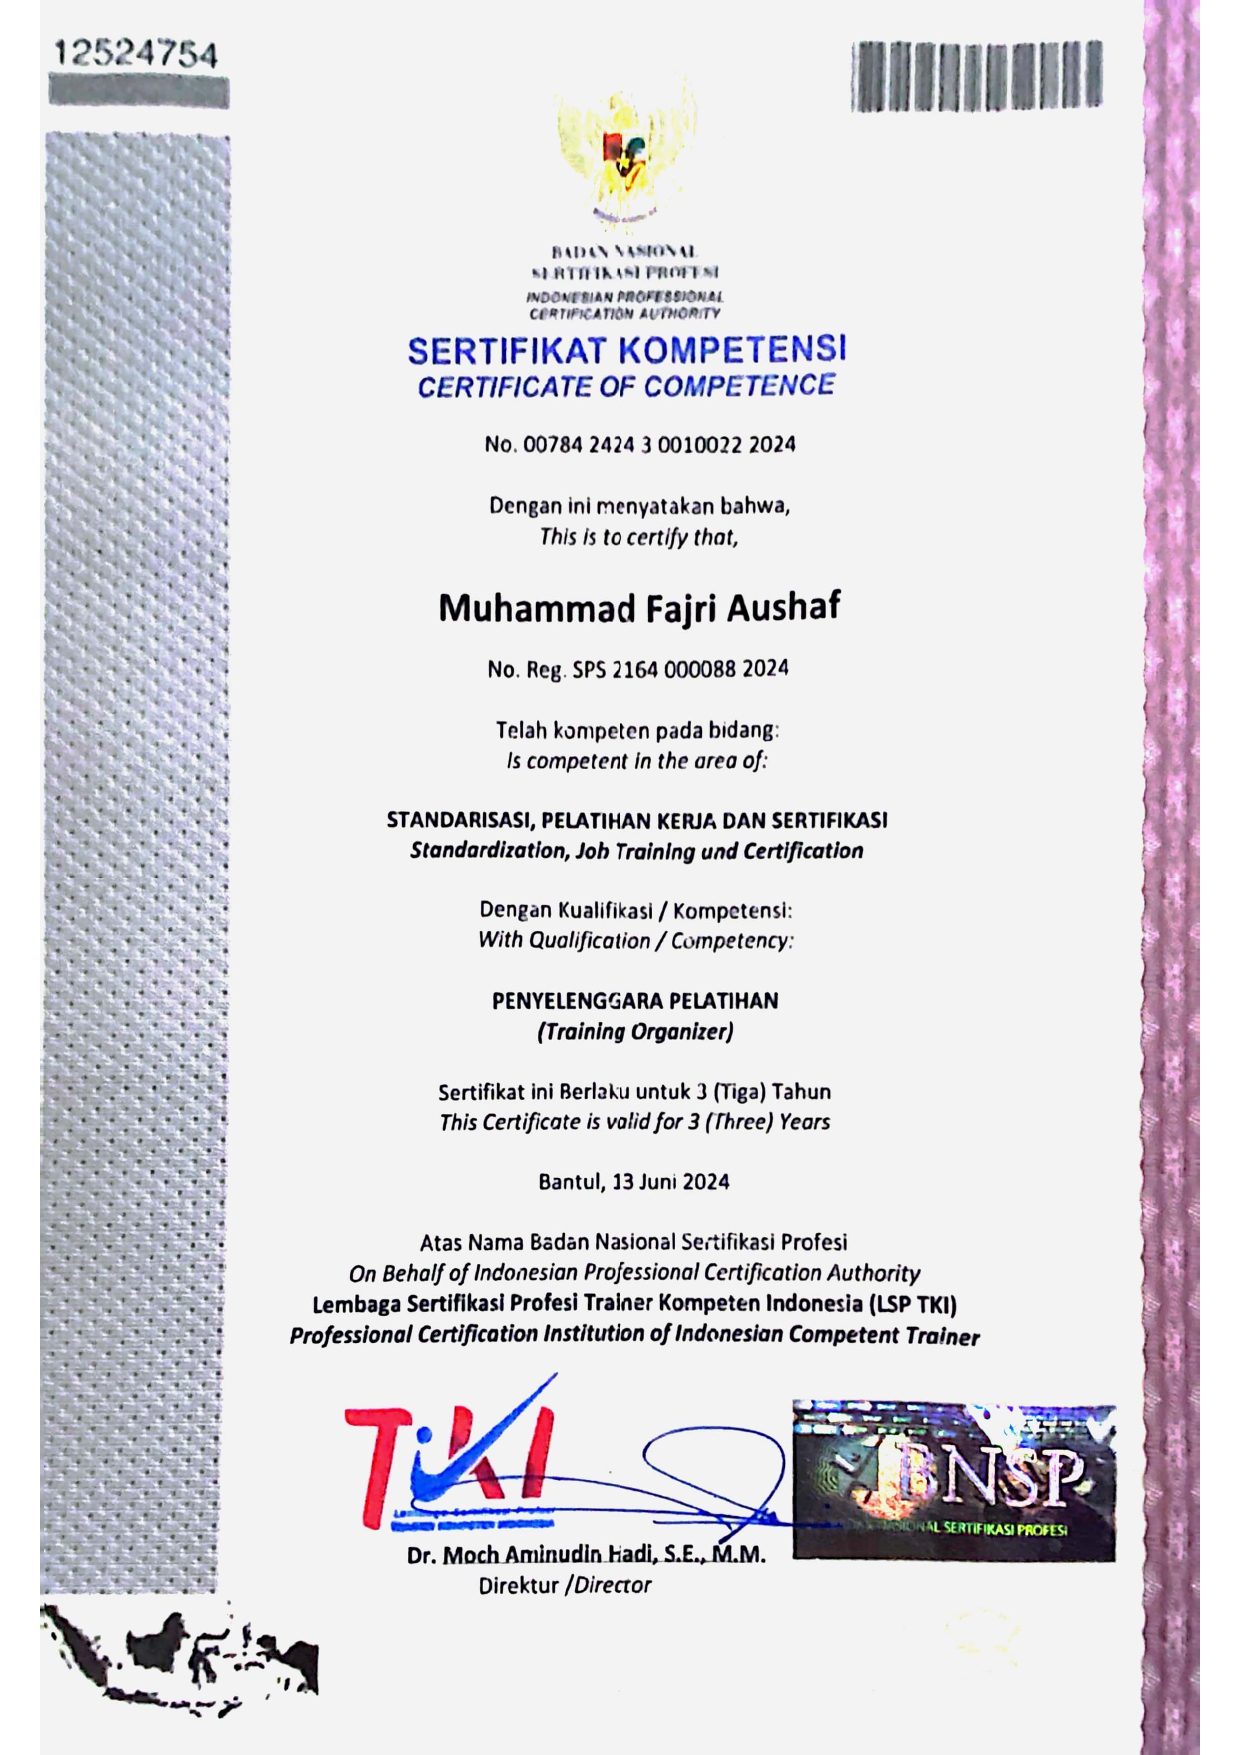 12524754
BADAN NASIONAL
SERTIFIKASI PROFESI
INDONESIAN PROFESSIONAL
CERTIFICATION AUTHORITY
SERTIFIKAT KOMPETENSI
CERTIFICATE OF COMPETENCE
No. 00784 2424 3 0010022 2024
Dengan ini menyatakan bahwa,
This is to certify that,
Muhammad Fajri Aushaf
No. Reg. SPS 2164 000088 2024
Telah kompeten pada bidang:
Is competent in the area of:
STANDARISASI, PELATIHAN KERJA DAN SERTIFIKASI
Standardization, Job Training und Certification
Dengan Kualifikasi / Kompetensi:
With Qualification / Competency:
PENYELENGGARA PELATIHAN
(Training Organizer)
Sertifikat ini Berlaku untuk 3 (Tiga) Tahun
This Certificate is valid for 3 (Three) Years
Bantul, 13 Juni 2024
Atas Nama Badan Nasional Sertifikasi Profesi
On Behalf of Indonesian Professional Certification Authority
Lembaga Sertifikasi Profesi Trainer Kompeten Indonesia (LSP TKI)
Professional Certification Institution of Indonesian Competent Trainer
TKI
BNSP
SERTIFIKASI PROFESI
Dr. Moch Aminudin Hadi, S.E., M.M.
Direktur /Director